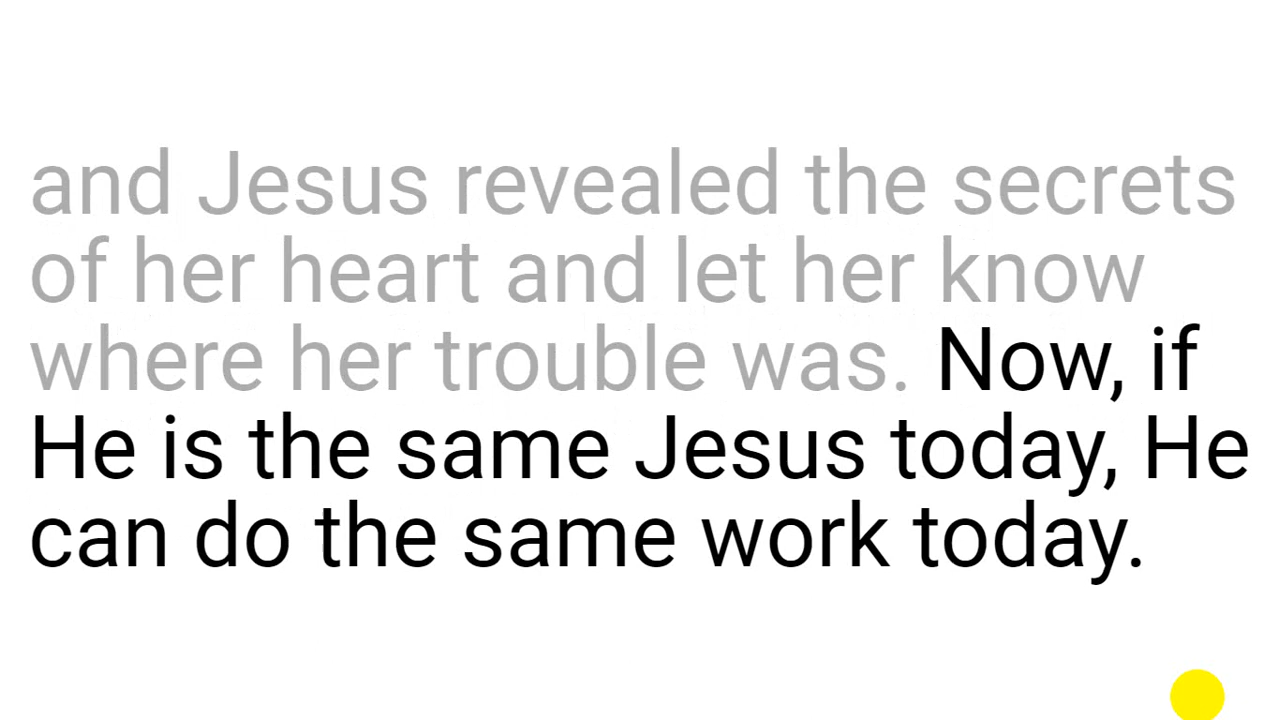 and Jesus revealed the secrets
of her heart and let her know
where her trouble was. Now, if
He is the same Jesus today, He
can do the same work today.